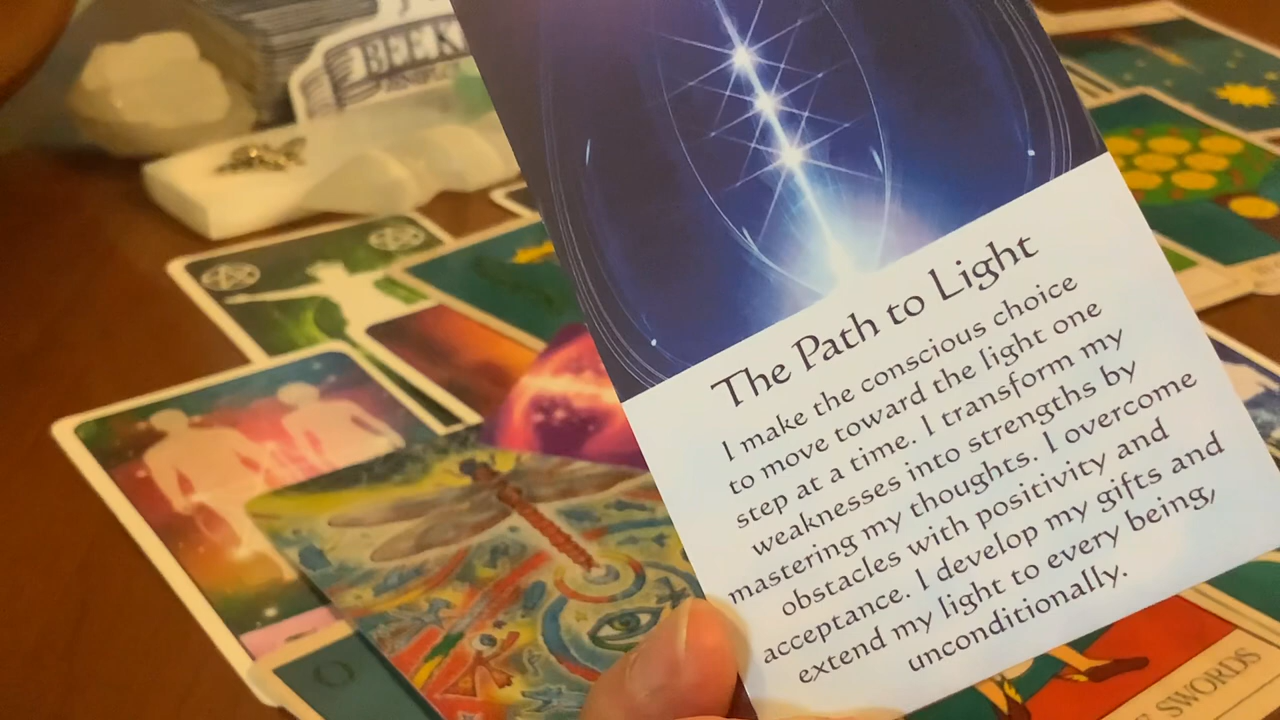 BEEK
The Path to Light
I make the conscious choice
to move toward the light one
step at a time. I transform my
weaknesses into strengths by
mastering my thoughts. I overcome
obstacles with positivity and
acceptance. I develop my gifts and
extend my light to every being,
unconditionally.
SWORDS